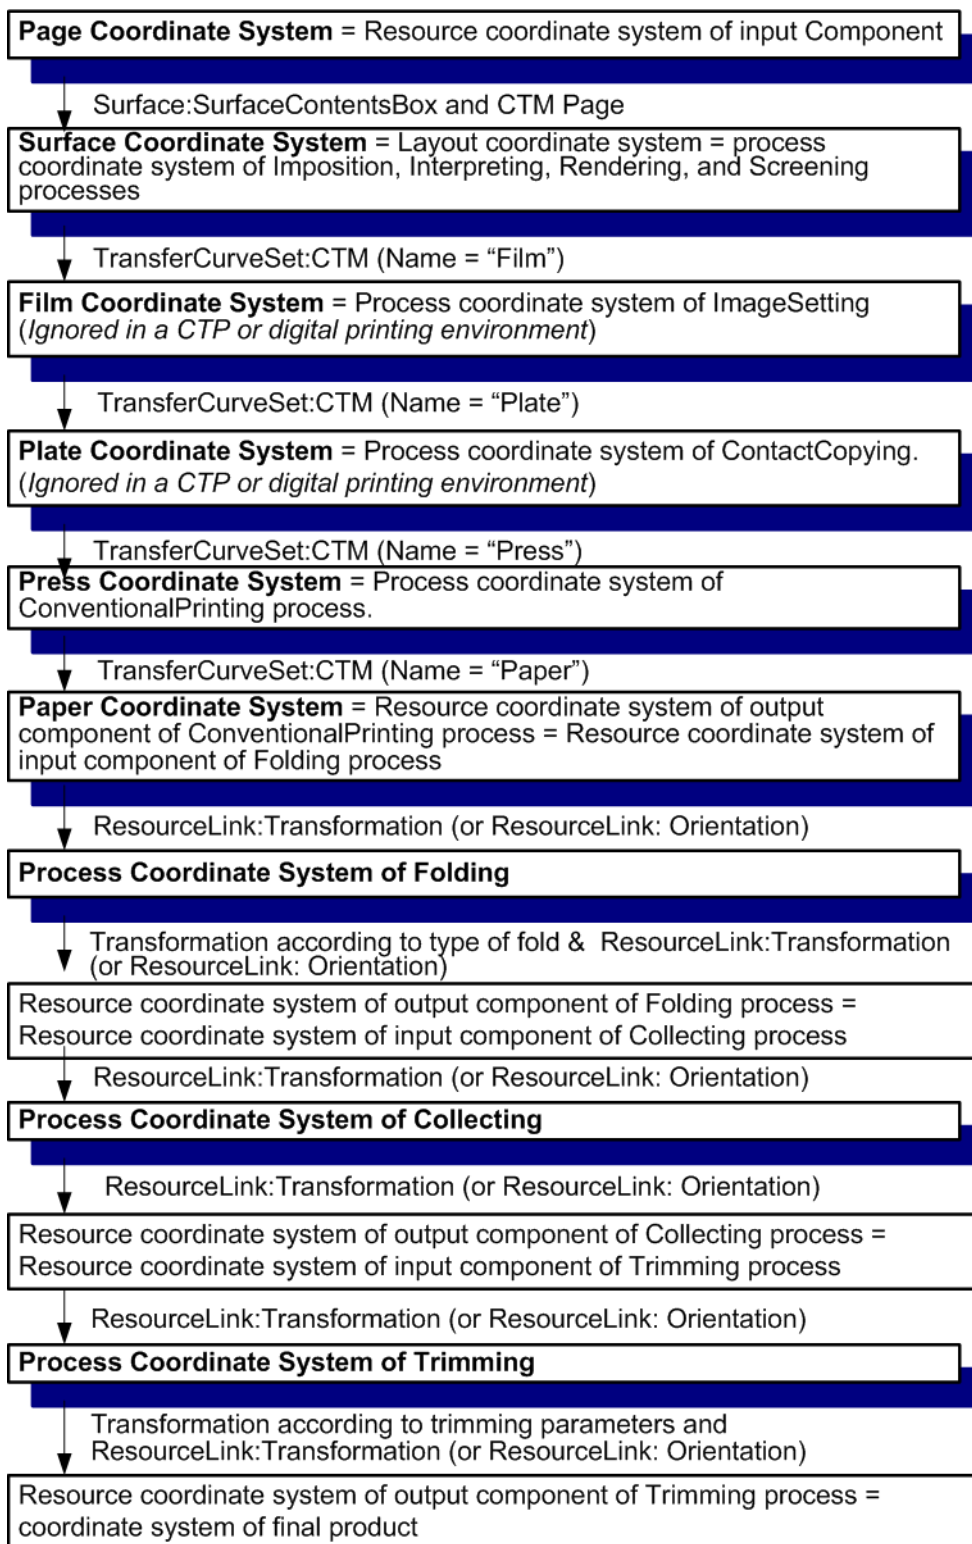 Page Coordinate System = Resource coordinate system of input Component
Surface:SurfaceContentsBox and CTM Page
Surface Coordinate System = Layout coordinate system = process
coordinate system of Imposition, Interpreting, Rendering, and Screening
processes
TransferCurveSet:CTM (Name = “Film”)
Film Coordinate System = Process coordinate system of ImageSetting
(Ignored in a CTP or digital printing environment)
TransferCurveSet:CTM (Name = “Plate”)
Plate Coordinate System = Process coordinate system of ContactCopying.
(Ignored in a CTP or digital printing environment)
TransferCurveSet:CTM (Name = “Press”)
Press Coordinate System = Process coordinate system of
ConventionalPrinting process.
TransferCurveSet:CTM (Name = “Paper”)
Paper Coordinate System = Resource coordinate system of output
component of ConventionalPrinting process = Resource coordinate system of
input component of Folding process
ResourceLink:Transformation (or ResourceLink: Orientation)
Process Coordinate System of Folding
Transformation according to type of fold & ResourceLink:Transformation
(or ResourceLink: Orientation)
Resource coordinate system of output component of Folding process =
Resource coordinate system of input component of Collecting process
ResourceLink:Transformation (or ResourceLink: Orientation)
Process Coordinate System of Collecting
ResourceLink:Transformation (or ResourceLink: Orientation)
Resource coordinate system of output component of Collecting process =
Resource coordinate system of input component of Trimming process
ResourceLink:Transformation (or ResourceLink: Orientation)
Process Coordinate System of Trimming
Transformation according to trimming parameters and
ResourceLink:Transformation (or ResourceLink: Orientation)
Resource coordinate system of output component of Trimming process =
coordinate system of final product